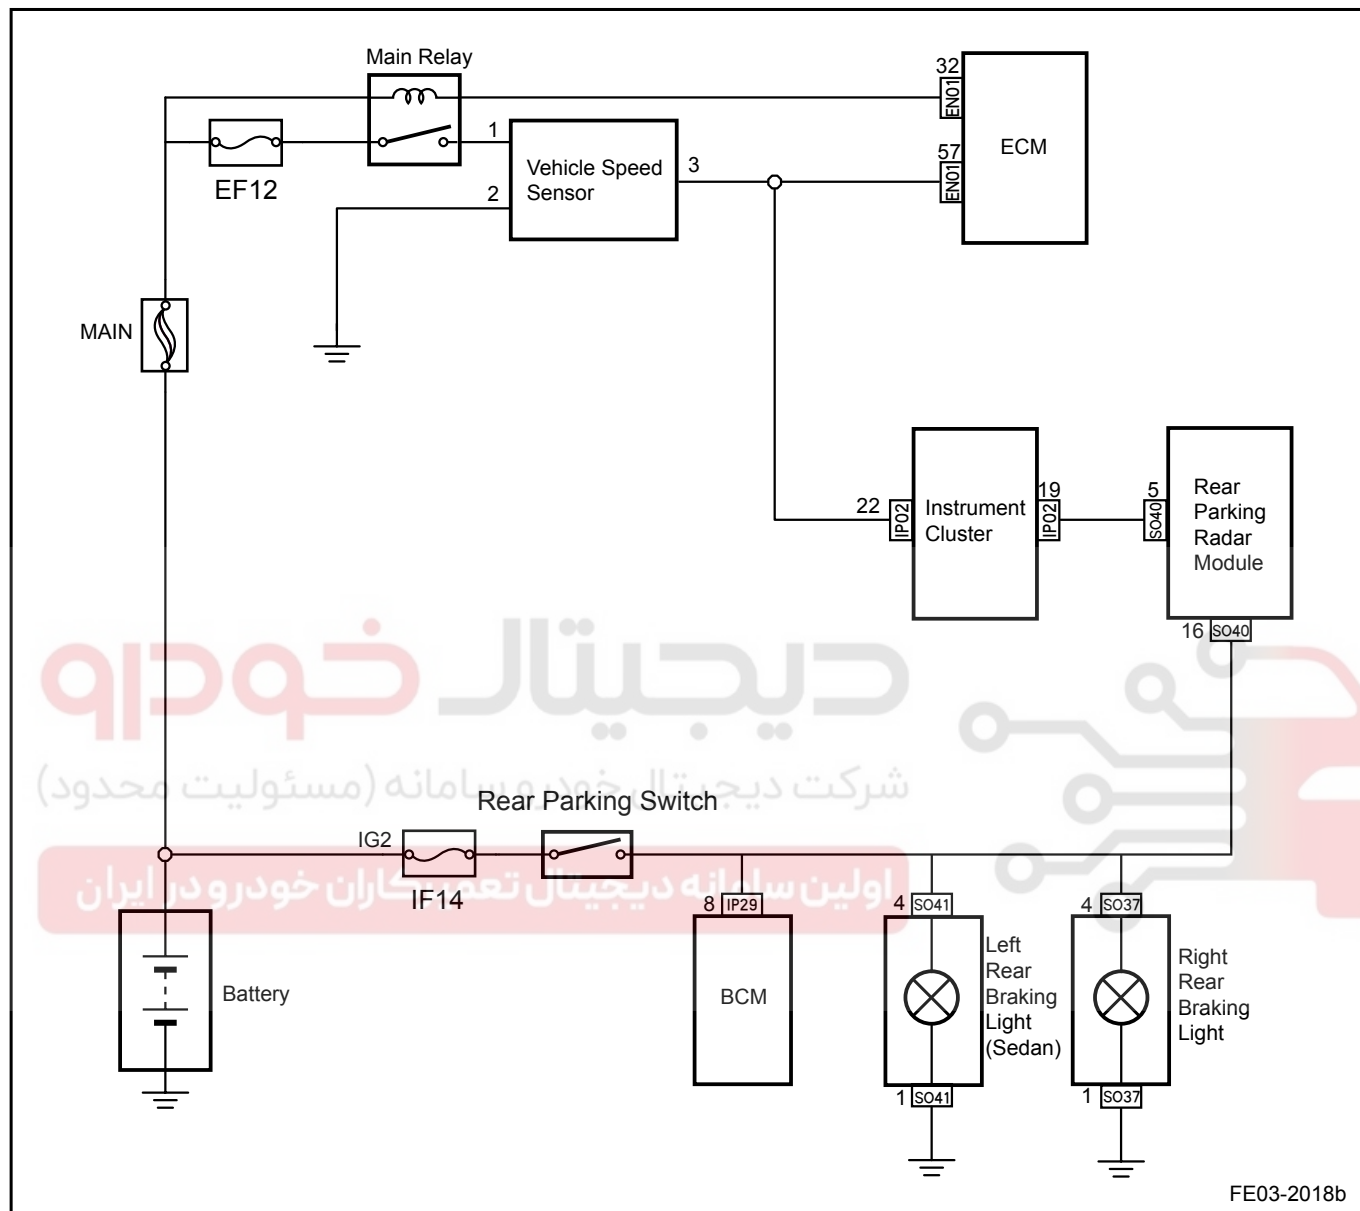 Main Relay
32
EN01
ECM
1
Vehicle Speed
Sensor
3
57
EN01
EF12
2
MAIN
22
IP02
Instrument
Cluster
19
IP02
5
SO40
Rear
Parking
Radar
Module
16
SO40
دیجیتال خودرو
شرکت دیجیتال خودرو سامانه (مسئولیت محدود)
Rear Parking Switch
IG2
IF14
اولین سامانه دیجیتال تعمیرکاران خودرو در ایران
8
IP29
4
SO41
4
SO37
Battery
BCM
Left
Rear
Braking
Light
(Sedan)
Right
Rear
Braking
Light
1
SO41
1
SO37
FE03-2018b